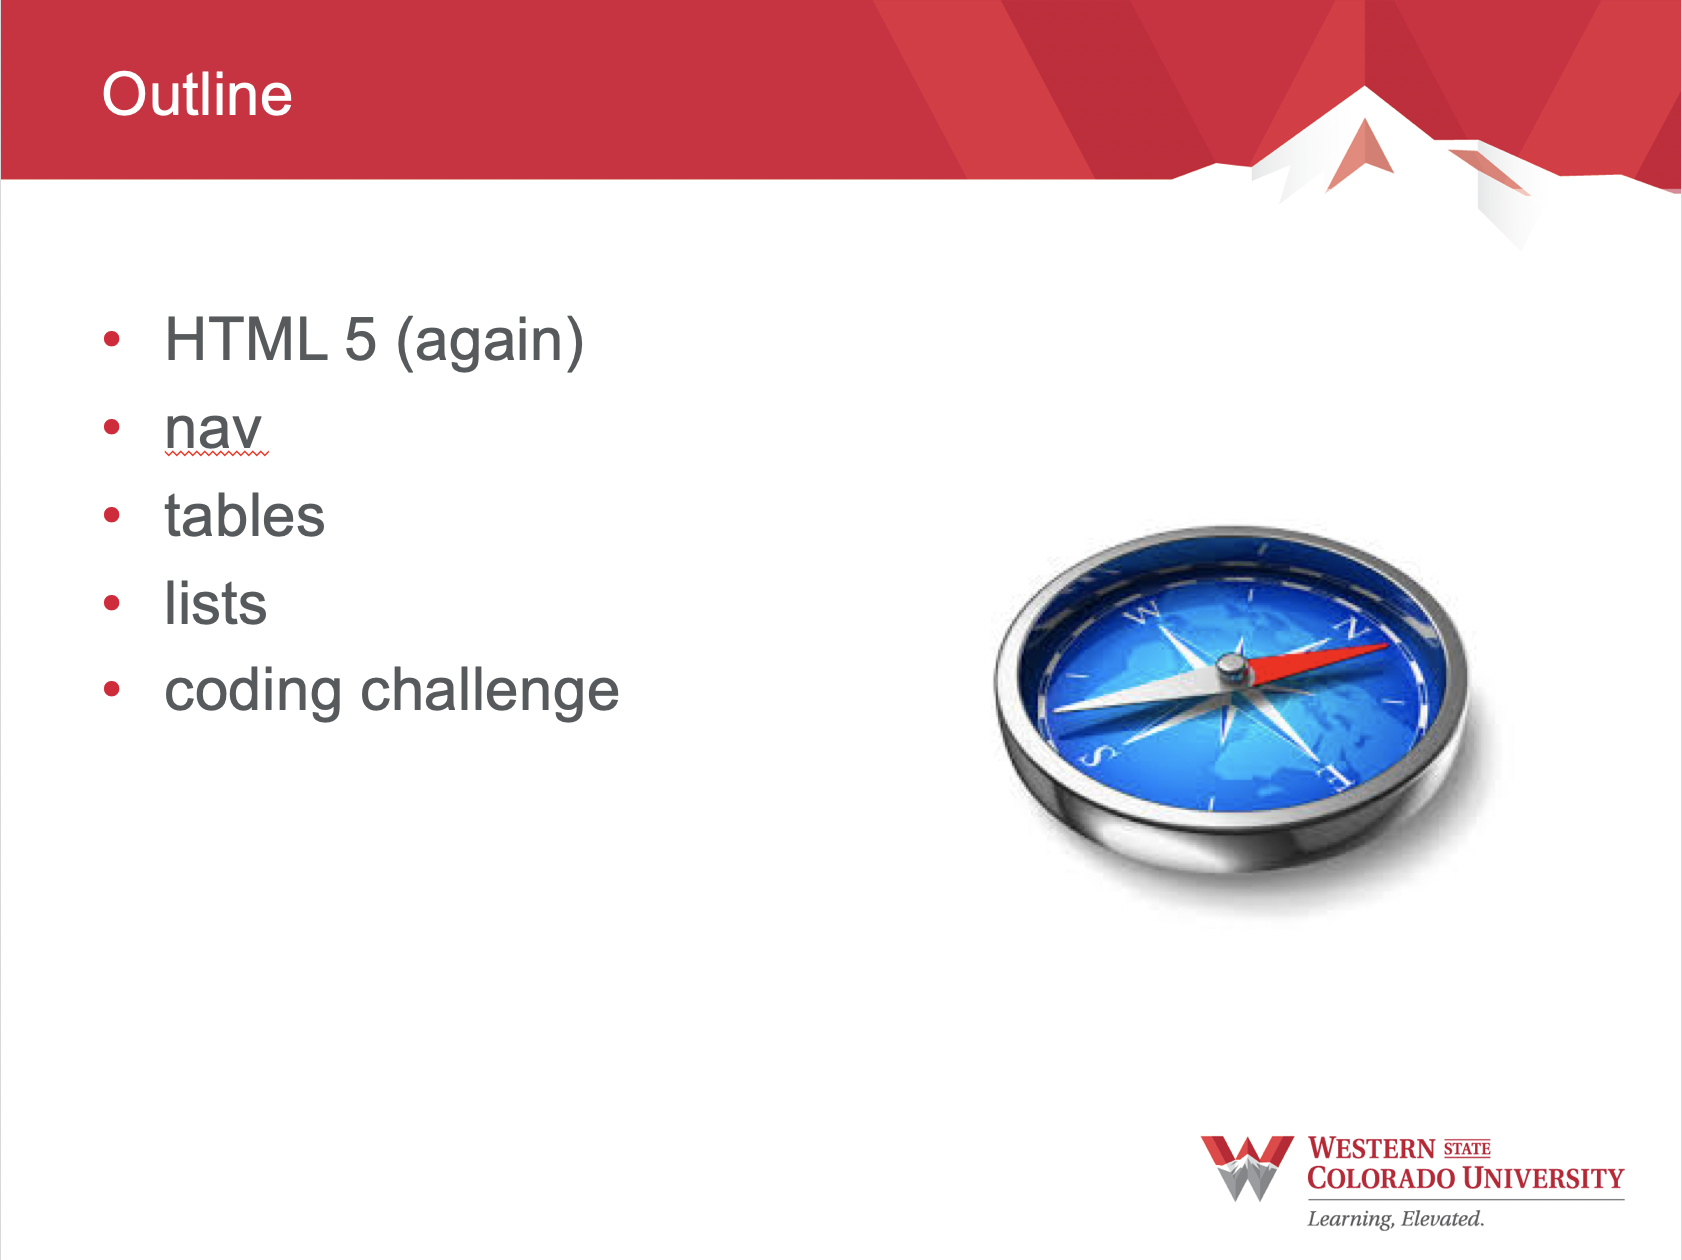 Outline
• HTML 5 (again)
• nav
• tables
• lists
• coding challenge
W
N
S
E
WESTERN STATE
COLORADO UNIVERSITY
Learning, Elevated.